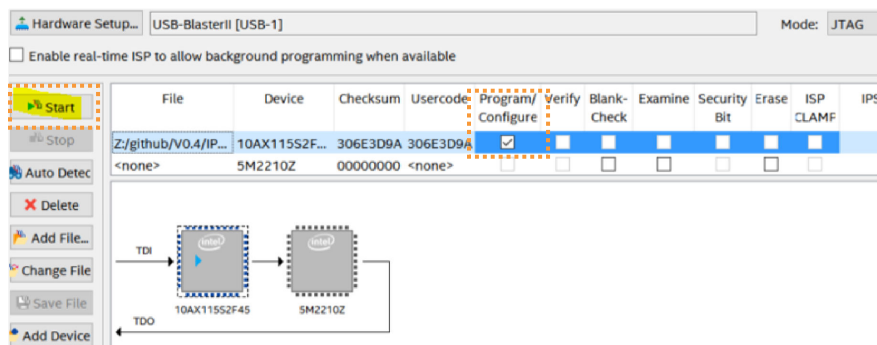 Hardware Setup... USB-BlasterII [USB-1] Mode: JTAG
Enable real-time ISP to allow background programming when available
Start
Stop
Auto Detec
Delete
Add File...
Change File
Save File
Add Device
File Device Checksum Usercode Program/ Verify Blank- Examine Security Erase ISP IPS
Configure Check Bit CLAMF
Z:/github/V0.4/IP... 10AX115S2F... 306E3D9A 306E3D9A
<none> 5M2210Z 00000000 <none>
TDI
intel
intel
10AX115S2F45
5M2210Z
TDO